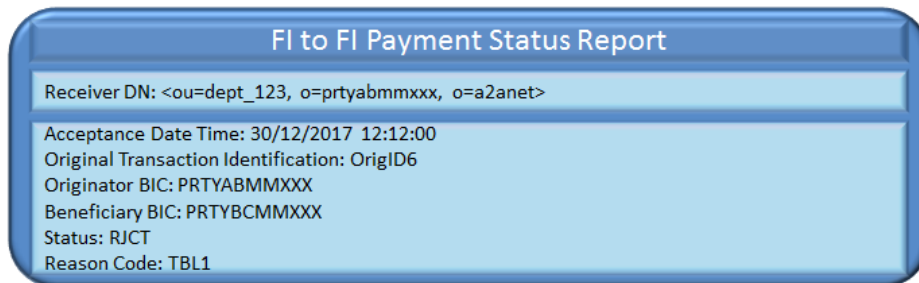 FI to FI Payment Status Report
Receiver DN: <ou=dept_123, o=prtyabmmxxx, o=a2anet>
Acceptance Date Time: 30/12/2017 12:12:00
Original Transaction Identification: OrigID6
Originator BIC: PRTYABMMXXX
Beneficiary BIC: PRTYBCMMXXX
Status: RJCT
Reason Code: TBL1